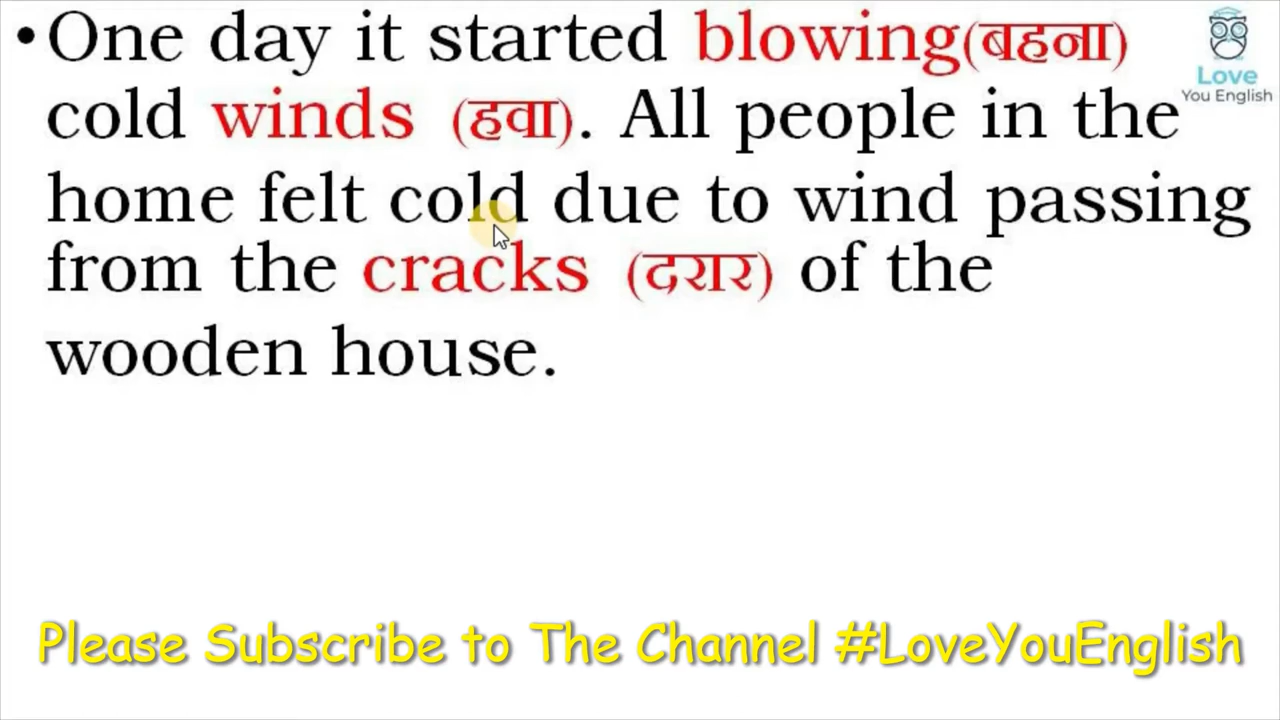 •One day it started blowing(बहना)
cold winds (हवा). All people in the
home felt cold due to wind passing
from the cracks (दरार) of the
wooden house.
Love
You English
Please Subscribe to The Channel #LoveYouEnglish